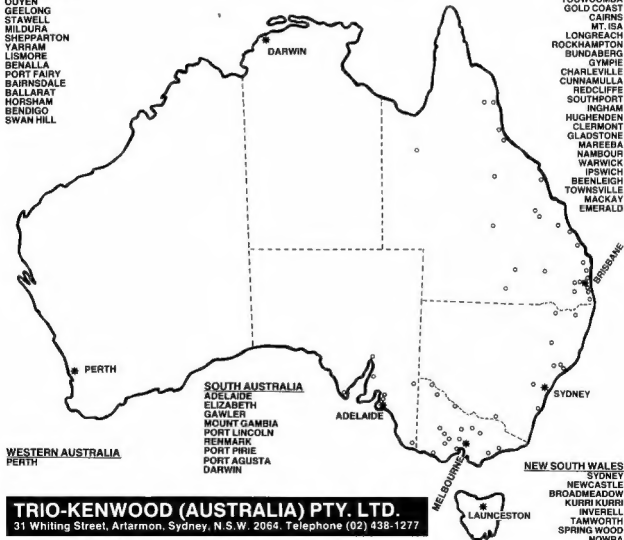 OUYEN
GEELONG
STAWELL
MILDURA
SHEPPARTON
YARRAM
LISMORE
BENALLA
PORT FAIRY
BAIRNSDALE
BALLARAT
HORSHAM
BENDIGO
SWAN HILL
DARWIN
TOOWOOMBA
GOLD COAST
CAIRNS
MT. ISA
LONGREACH
ROCKHAMPTON
BUNDABERG
GYMPIE
CHARLEVILLE
CUNNAMULLA
REDCLIFFE
SOUTHPORT
INGHAM
HUGHENDEN
CLERMONT
GLADSTONE
MAREEBA
NAMBOUR
WARWICK
IPSWICH
BEENLEIGH
TOWNSVILLE
MACKAY
EMERALD
BRISBANE
PERTH
SYDNEY
ADELAIDE
MELBOURNE
LAUNCESTON
WESTERN AUSTRALIA
PERTH
SOUTH AUSTRALIA
ADELAIDE
ELIZABETH
GAWLER
MOUNT GAMBIA
PORT LINCOLN
RENMARK
PORT PIRIE
PORT AGUSTA
DARWIN
NEW SOUTH WALES
SYDNEY
NEWCASTLE
BROADMEADOW
KURRI KURRI
INVERELL
TAMWORTH
SPRING WOOD
NOWRA
TRIO-KENWOOD (AUSTRALIA) PTY. LTD.
31 Whiting Street, Artarmon, Sydney, N.S.W. 2064. Telephone (02) 438-1277